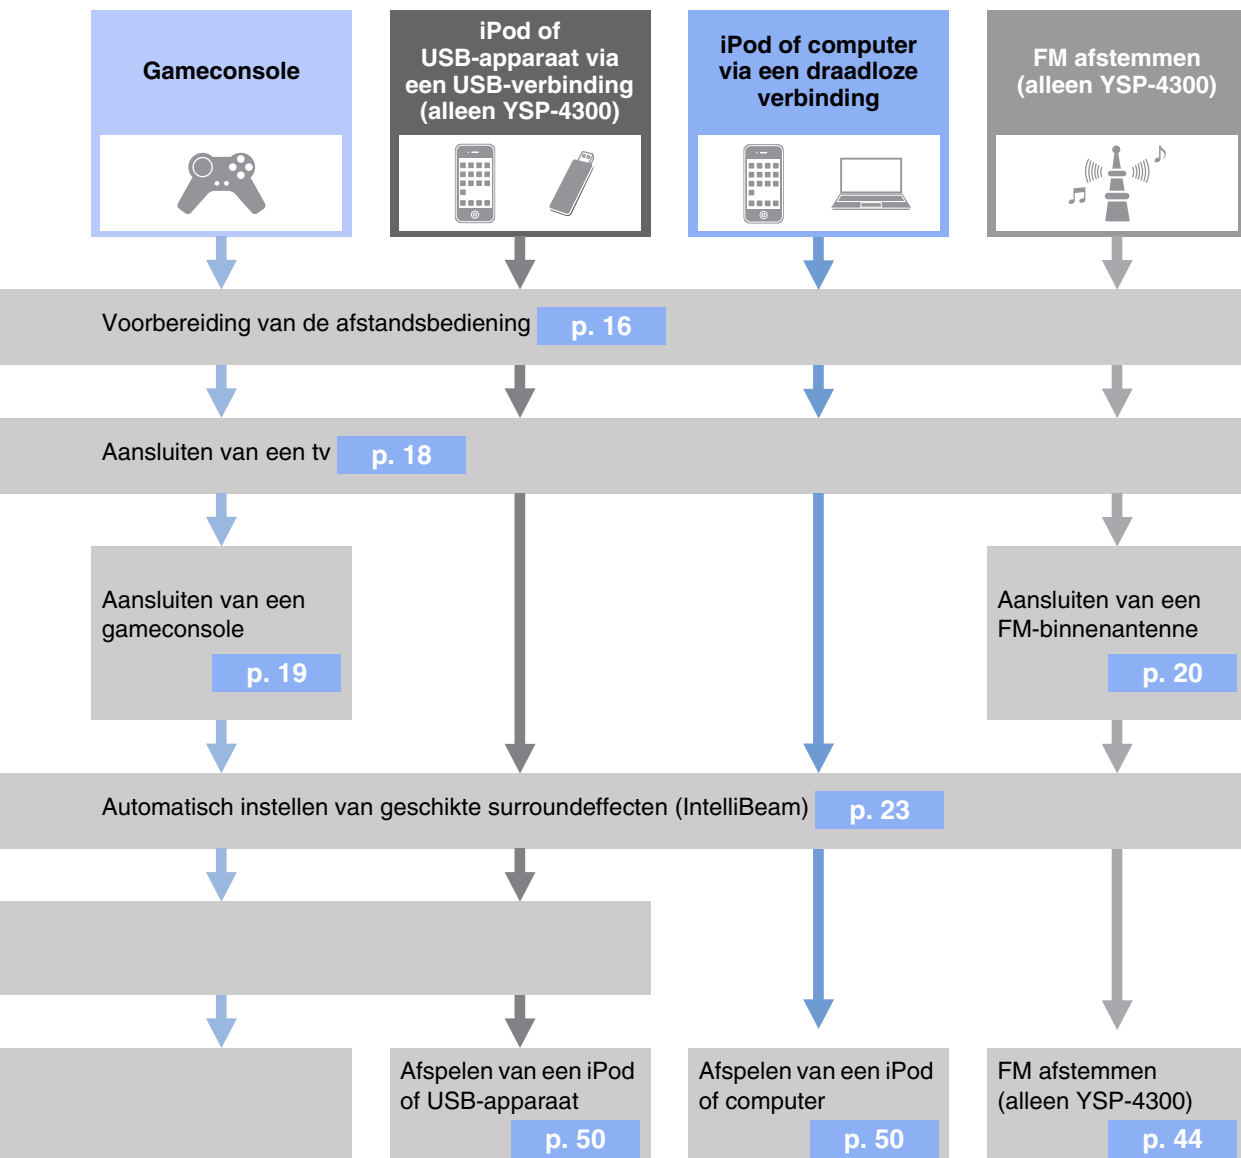 Gameconsole
iPod of
USB-apparaat via
een USB-verbinding
(alleen YSP-4300)
iPod of computer
via een draadloze
verbinding
FM afstemmen
(alleen YSP-4300)
Voorbereiding van de afstandsbediening p. 16
Aansluiten van een tv p. 18
Aansluiten van een
gameconsole
p. 19
Aansluiten van een
FM-binnenantenne
p. 20
Automatisch instellen van geschikte surroundeffecten (IntelliBeam) p. 23
Afspelen van een iPod
of USB-apparaat
p. 50
Afspelen van een iPod
of computer
p. 50
FM afstemmen
(alleen YSP-4300)
p. 44